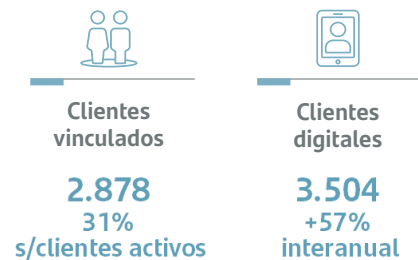 Clientes
vinculados
2.878
31%
s/clientes activos
Clientes
digitales
3.504
+57%
interanual